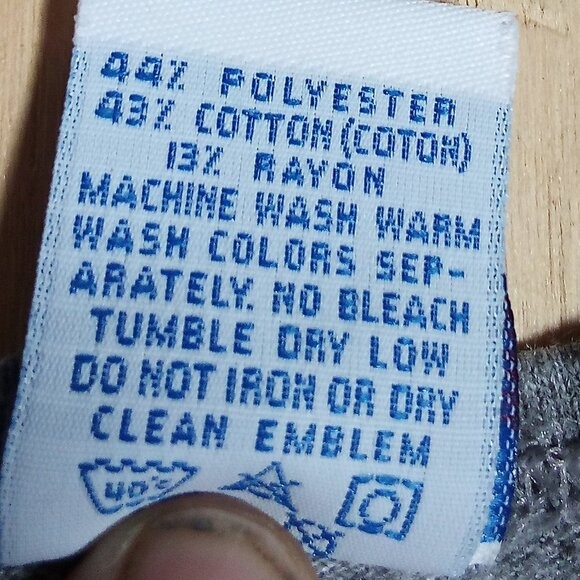 44% POLYESTER
43% COTTON (COTON)
13% RAYON
MACHINE WASH WARM
WASH COLORS SEP-
ARATELY. NO BLEACH
TUMBLE DRY LOW
DO NOT IRON OR DRY
CLEAN EMBLEM
40°c